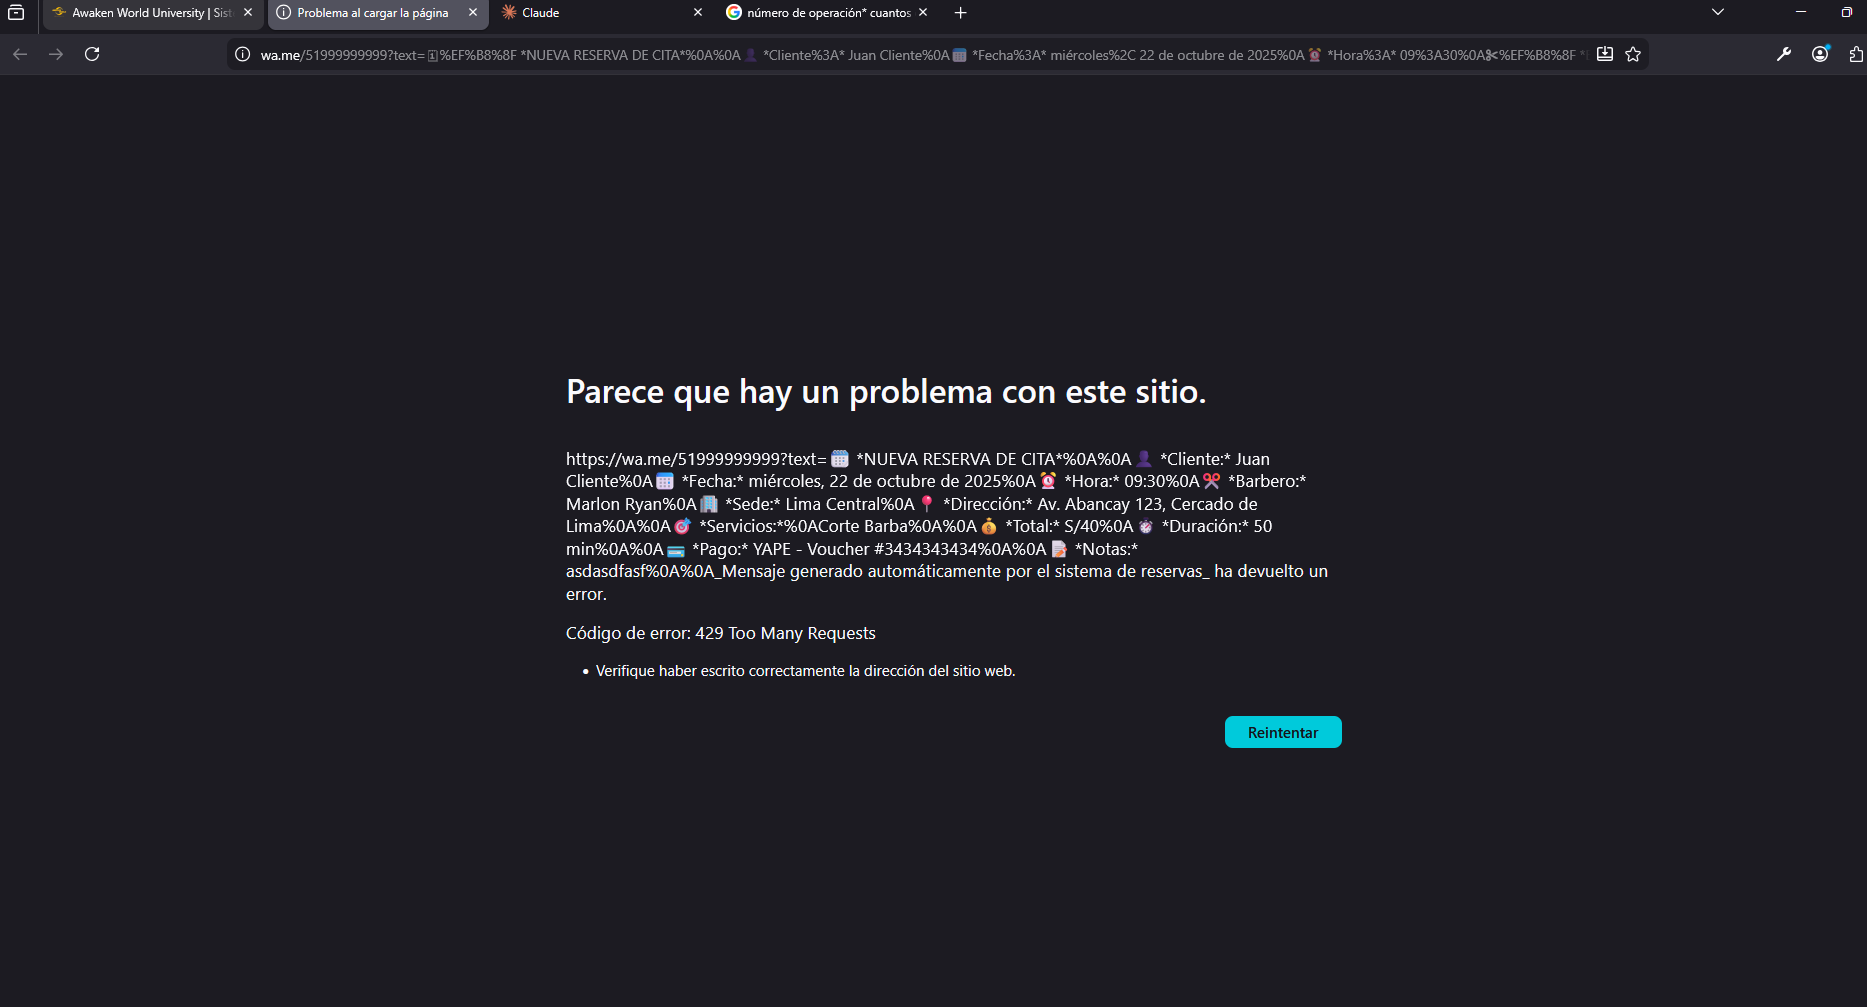 Awaken World University | Sist
Problema al cargar la página
Claude
número de operación* cuantos
wa.me/51999999999?text=🗓%EF%B8%8F *NUEVA RESERVA DE CITA*%0A%0A👤 *Cliente%3A* Juan Cliente%0A📅 *Fecha%3A* miércoles%2C 22 de octubre de 2025%0A⏰ *Hora%3A* 09%3A30%0A✂%EF%B8%8F *
Parece que hay un problema con este sitio.
https://wa.me/51999999999?text=🗓️ *NUEVA RESERVA DE CITA*%0A%0A👤 *Cliente:* Juan
Cliente%0A📅 *Fecha:* miércoles, 22 de octubre de 2025%0A⏰ *Hora:* 09:30%0A✂️ *Barbero:*
Marlon Ryan%0A🏢 *Sede:* Lima Central%0A📍 *Dirección:* Av. Abancay 123, Cercado de
Lima%0A%0A🎯 *Servicios:*%0ACorte Barba%0A%0A💰 *Total:* S/40%0A⏱️ *Duración:* 50
min%0A%0A💳 *Pago:* YAPE - Voucher #3434343434%0A%0A📝 *Notas:*
asdasdfasf%0A%0A_Mensaje generado automáticamente por el sistema de reservas_ ha devuelto un
error.
Código de error: 429 Too Many Requests
• Verifique haber escrito correctamente la dirección del sitio web.
Reintentar